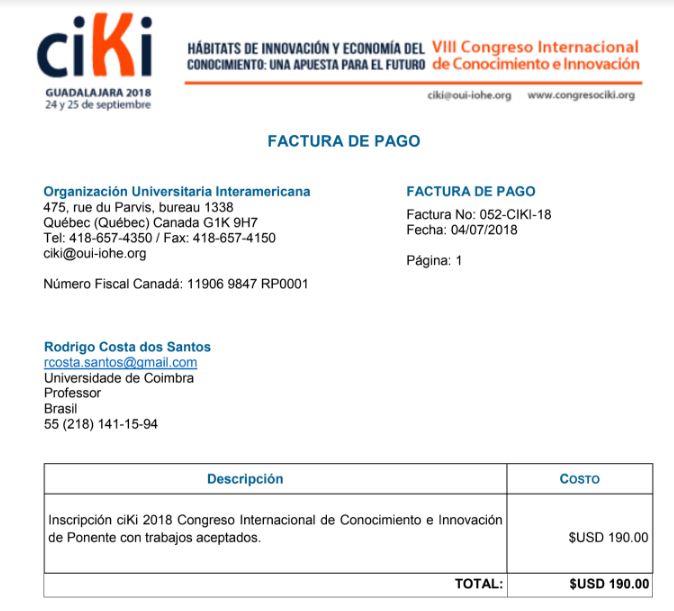 ciKi
GUADALAJARA 2018
24 y 25 de septiembre
HÁBITATS DE INNOVACIÓN Y ECONOMÍA DEL
CONOCIMIENTO: UNA APUESTA PARA EL FUTURO
VIII Congreso Internacional
de Conocimiento e Innovación
ciki@oui-iohe.org www.congresociki.org
FACTURA DE PAGO
Organización Universitaria Interamericana
475, rue du Parvis, bureau 1338
Québec (Québec) Canada G1K 9H7
Tel: 418-657-4350 / Fax: 418-657-4150
ciki@oui-iohe.org
Número Fiscal Canadá: 11906 9847 RP0001
FACTURA DE PAGO
Factura No: 052-CIKI-18
Fecha: 04/07/2018
Página: 1
Rodrigo Costa dos Santos
rcosta.santos@gmail.com
Universidade de Coimbra
Professor
Brasil
55 (218) 141-15-94
Descripción COSTO
Inscripción ciKi 2018 Congreso Internacional de Conocimiento e Innovación
de Ponente con trabajos aceptados.
$USD 190.00
TOTAL: $USD 190.00